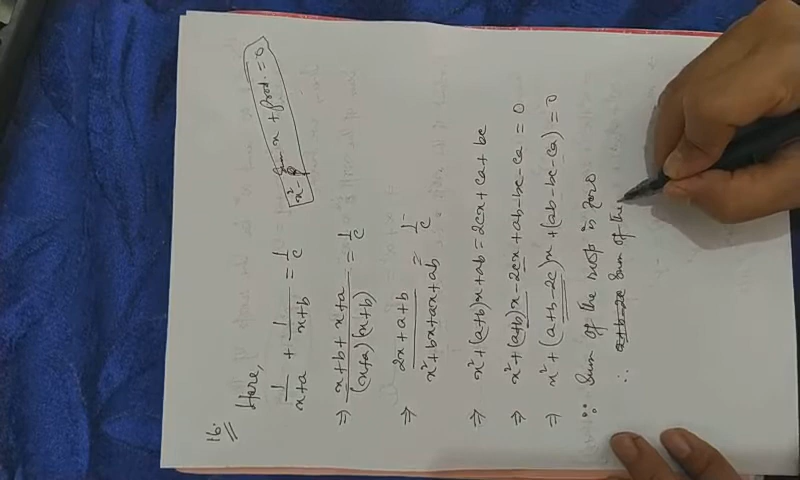 16.
Here,
1/(x+a) + 1/(x+b) = 1/c
x² - Sum x + prod. = 0
⇒ (x+b+x+a)/((x+a)(x+b)) = 1/c
⇒ (2x+a+b)/(x²+bx+ax+ab) = 1/c
⇒ x²+(a+b)x+ab = 2cx+ca+bc
⇒ x²+(a+b)x-2cx+ab-bc-ca=0
⇒ x²+(a+b-2c)x+(ab-bc-ca)=0
∵ Sum of the is zero
∴ a+b-2c Sum of the